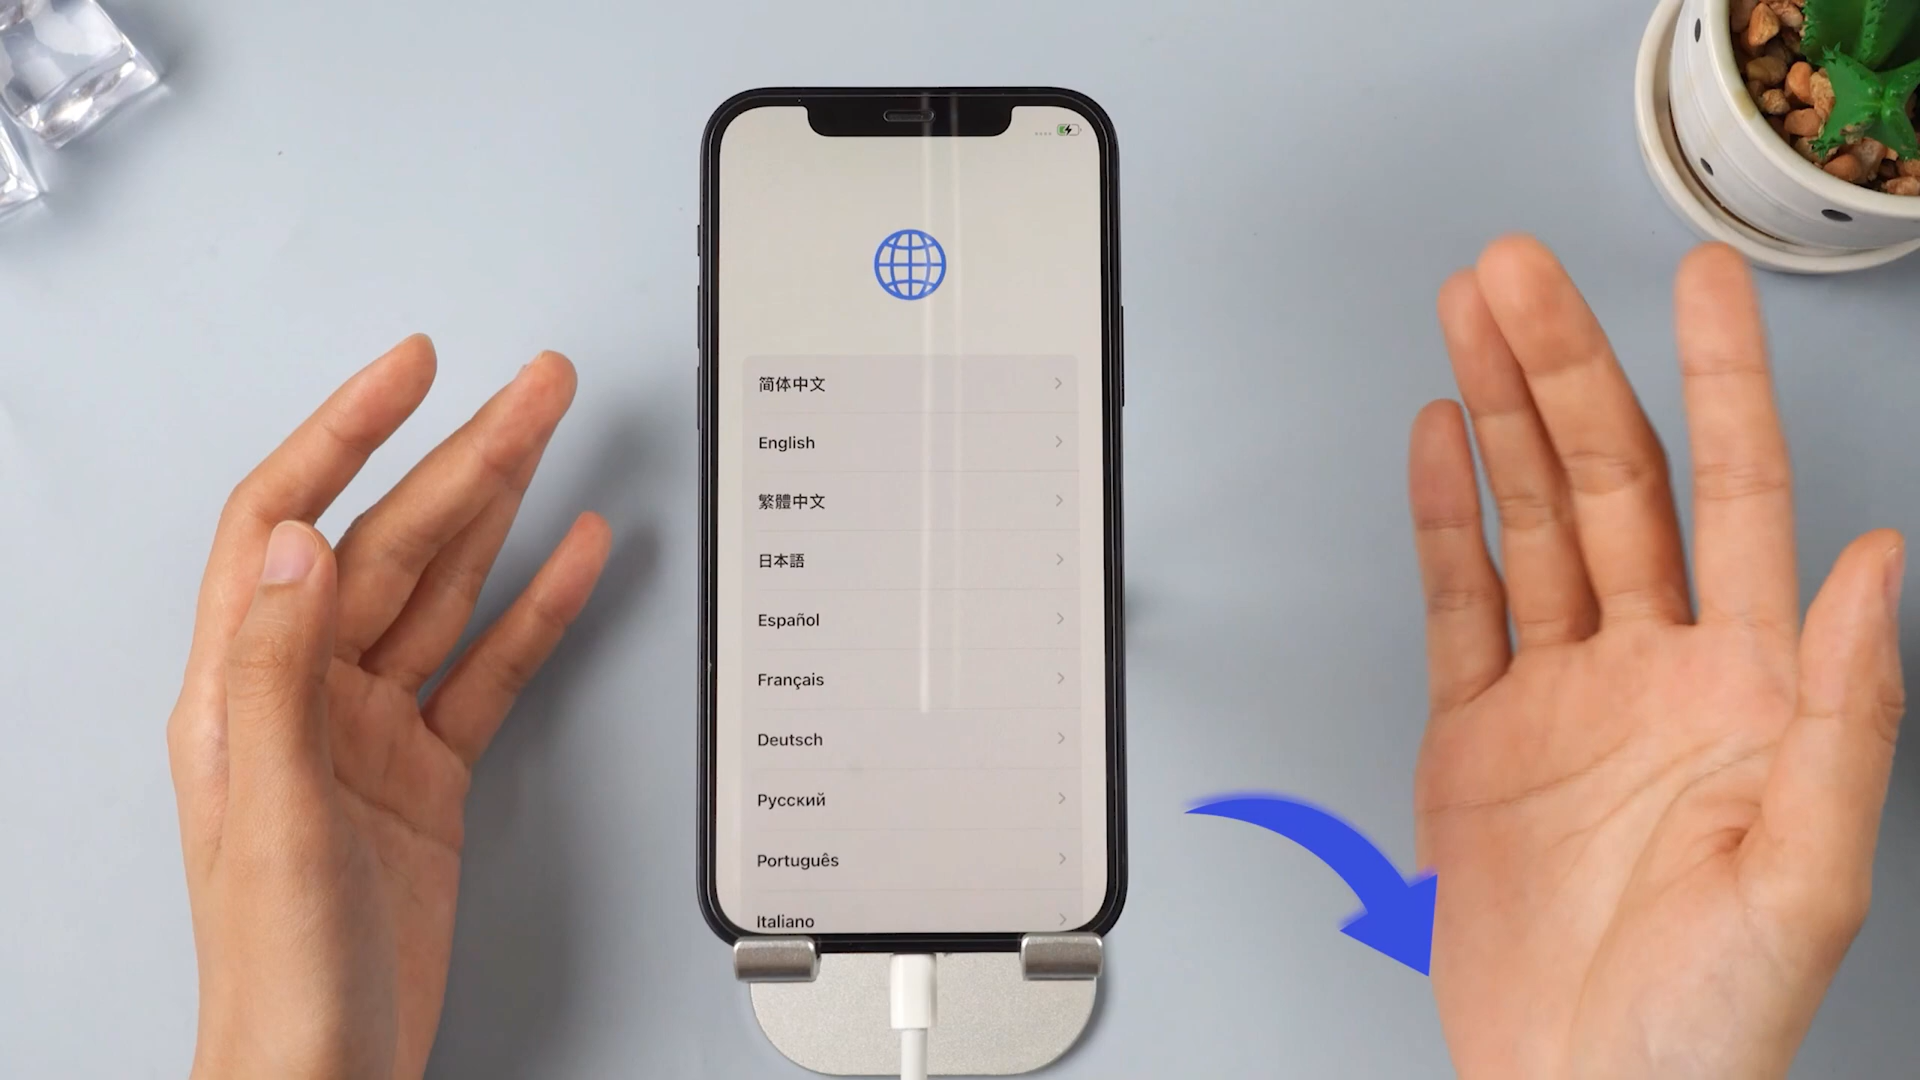 简体中文
English
繁體中文
日本語
Español
Français
Deutsch
Русский
Português
Italiano